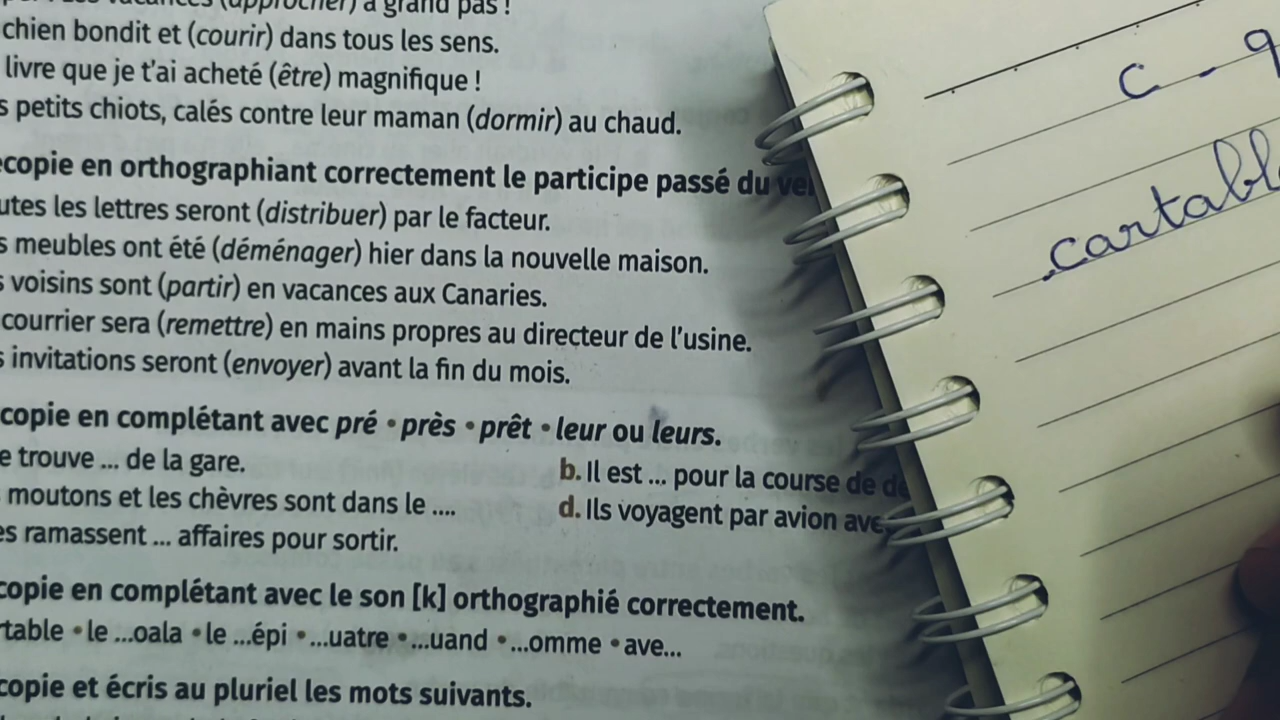 (approcher) à grand pas !
chien bondit et (courir) dans tous les sens.
livre que je t'ai acheté (être) magnifique !
petits chiots, calés contre leur maman (dormir) au chaud.
copie en orthographiant correctement le participe passé du
les lettres seront (distribuer) par le facteur.
meubles ont été (déménager) hier dans la nouvelle maison.
voisins sont (partir) en vacances aux Canaries.
courrier sera (remettre) en mains propres au directeur de l'usine.
invitations seront (envoyer) avant la fin du mois.
copie en complétant avec pré • près • prêt • leur ou leurs.
trouve ... de la gare.
b. Il est ... pour la course de
moutons et les chèvres sont dans le ....
d. Ils voyagent par avion
ramassent ... affaires pour sortir.
copie en complétant avec le son [k] orthographié correctement.
table • le ...oala • le ...épi • ...uatre • ...uand • ...omme • ave...
copie et écris au pluriel les mots suivants.
c - q
cartable